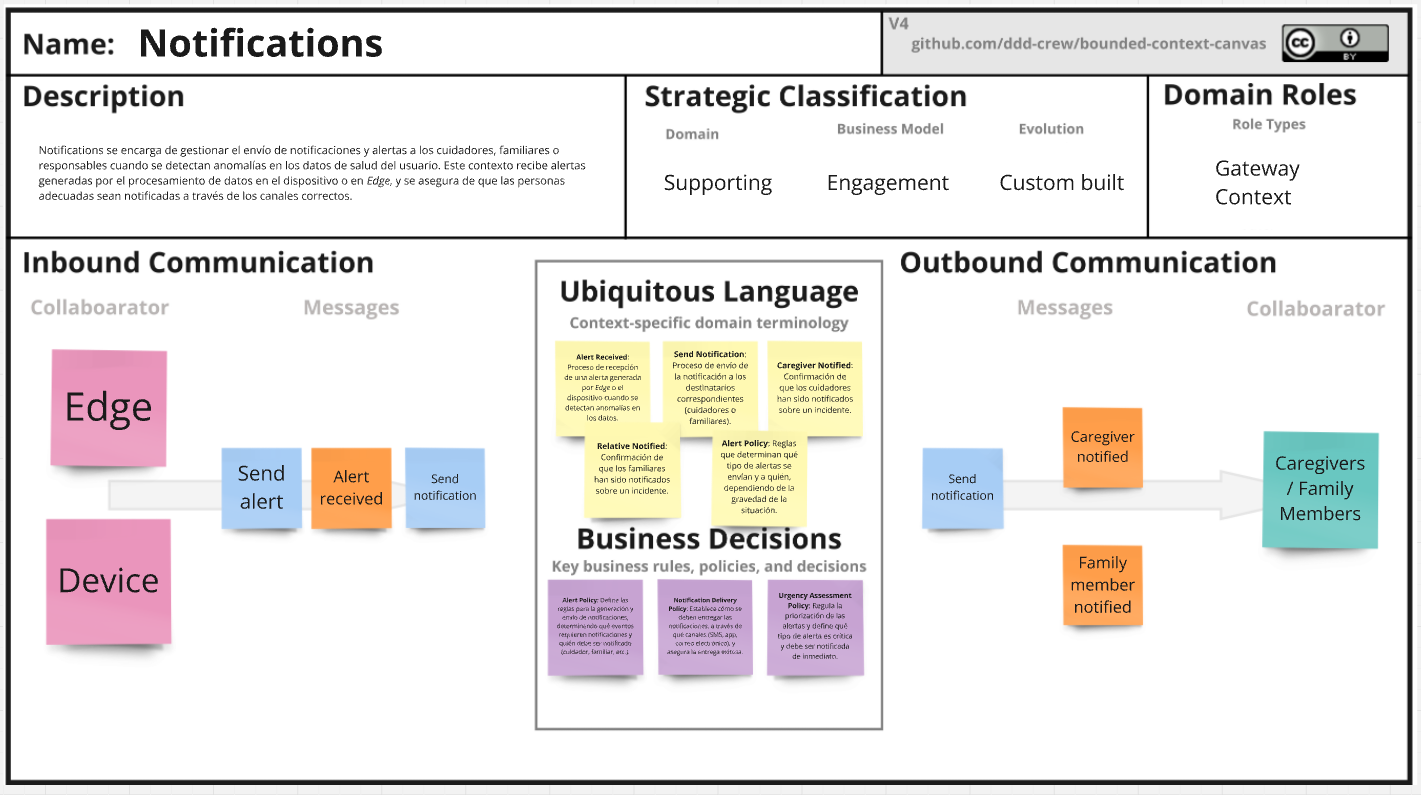 Name: Notifications
V4
github.com/ddd-crew/bounded-context-canvas
cc
BY
Description
Notifications se encarga de gestionar el envío de notificaciones y alertas a los cuidadores, familiares o
responsables cuando se detectan anomalías en los datos de salud del usuario. Este contexto recibe alertas
generadas por el procesamiento de datos en el dispositivo o en Edge, y se asegura de que las personas
adecuadas sean notificadas a través de los canales correctos.
Strategic Classification
Domain
Business Model
Evolution
Supporting
Engagement
Custom built
Domain Roles
Role Types
Gateway
Context
Inbound Communication
Collaboarator
Messages
Edge
Device
Send
alert
Alert
received
Send
notification
Ubiquitous Language
Context-specific domain terminology
Alert Received:
Proceso de recepción
de una alerta generada
por Edge o el
dispositivo cuando se
detectan anomalías en
los datos.
Send Notification:
Proceso de envío de
la notificación a los
destinatarios
correspondientes
(cuidadores o
familiares).
Caregiver Notified:
Confirmación de
que los cuidadores
han sido notificados
sobre un incidente.
Relative Notified:
Confirmación de
que los familiares
han sido notificados
sobre un incidente.
Alert Policy: Reglas
que determinan qué
tipo de alertas se
envían y a quien,
dependiendo de la
gravedad de la
situación.
Business Decisions
Key business rules, policies, and decisions
Alert Policy: Define las
reglas para la generación y
envío de notificaciones,
determinando qué eventos
requieren notificaciones y
quién debe ser notificado
(cuidador, familiar, etc.).
Notification Delivery
Policy: Establece cómo se
deben entregar las
notificaciones, a través de
qué canales (SMS, app,
correo electrónico), y
asegura la entrega exitosa.
Urgency Assessment
Policy: Regula la
priorización de las
alertas y define qué
tipo de alerta es crítica
y debe ser notificada
de inmediato.
Outbound Communication
Messages
Collaboarator
Send
notification
Caregiver
notified
Family
member
notified
Caregivers
/ Family
Members